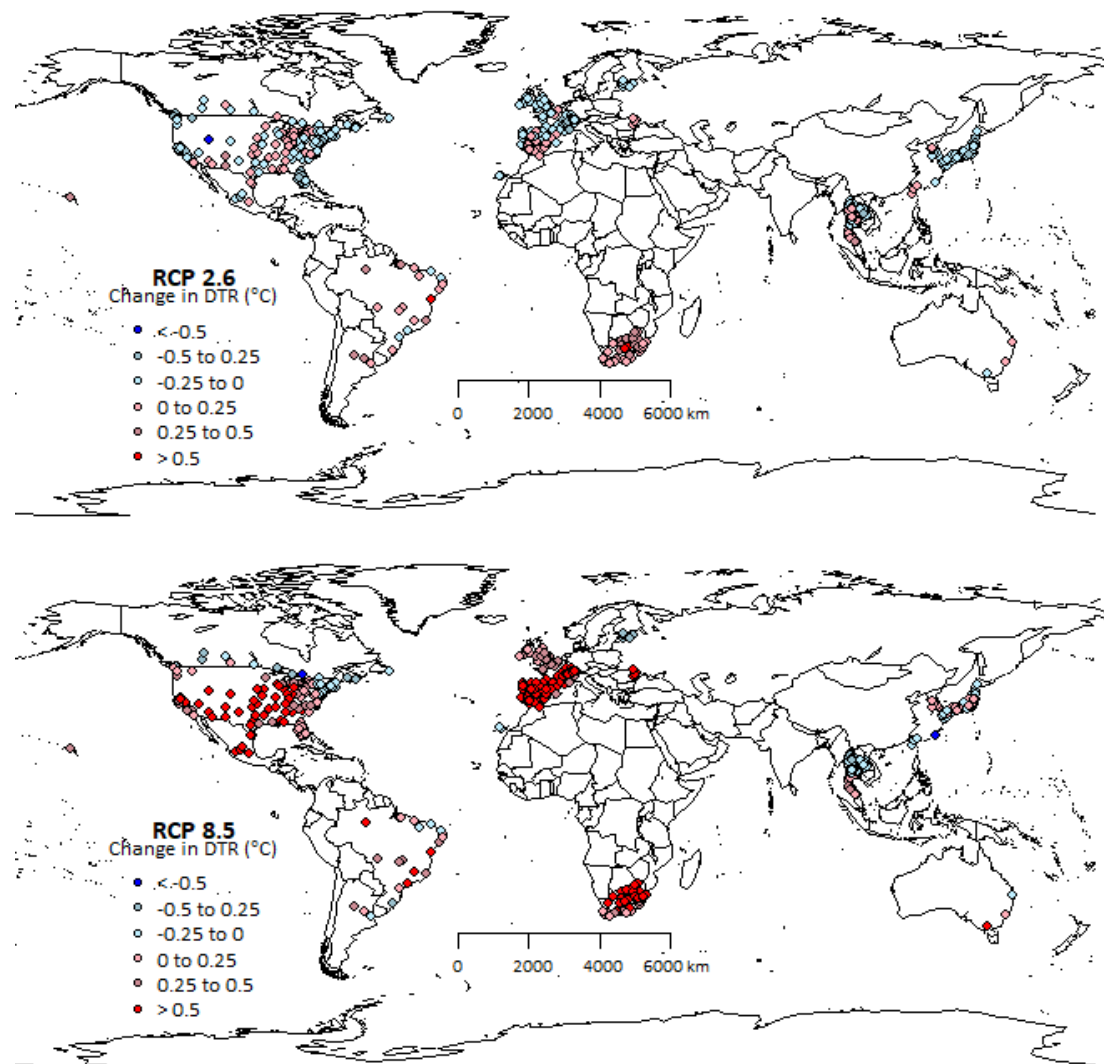 RCP 2.6
Change in DTR (°C)
<-0.5
-0.5 to 0.25
-0.25 to 0
0 to 0.25
0.25 to 0.5
> 0.5
0 2000 4000 6000 km
RCP 8.5
Change in DTR (°C)
<-0.5
-0.5 to 0.25
-0.25 to 0
0 to 0.25
0.25 to 0.5
> 0.5
0 2000 4000 6000 km